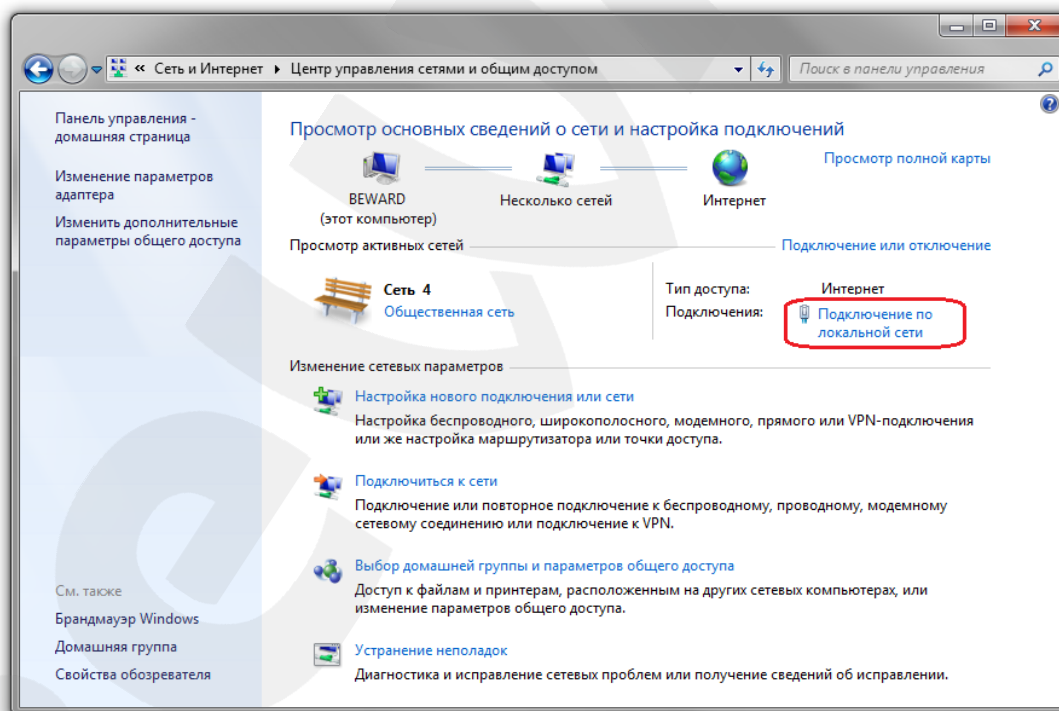 « Сеть и Интернет ▸ Центр управления сетями и общим доступом
Поиск в панели управления
Панель управления -
домашняя страница
Изменение параметров
адаптера
Изменить дополнительные
параметры общего доступа
См. также
Брандмауэр Windows
Домашняя группа
Свойства обозревателя
Просмотр основных сведений о сети и настройка подключений
Просмотр полной карты
BEWARD
(этот компьютер)
Несколько сетей
Интернет
Просмотр активных сетей
Подключение или отключение
Сеть 4
Общественная сеть
Тип доступа: Интернет
Подключения: Подключение по
локальной сети
Изменение сетевых параметров
Настройка нового подключения или сети
Настройка беспроводного, широкополосного, модемного, прямого или VPN-подключения
или же настройка маршрутизатора или точки доступа.
Подключиться к сети
Подключение или повторное подключение к беспроводному, проводному, модемному
сетевому соединению или подключение к VPN.
Выбор домашней группы и параметров общего доступа
Доступ к файлам и принтерам, расположенным на других сетевых компьютерах, или
изменение параметров общего доступа.
Устранение неполадок
Диагностика и исправление сетевых проблем или получение сведений об исправлении.